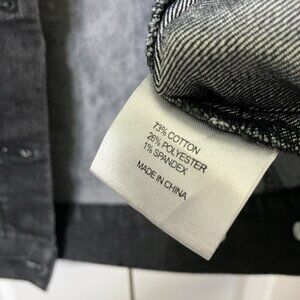 73% COTTON
26% POLYESTER
1% SPANDEX
MADE IN CHINA